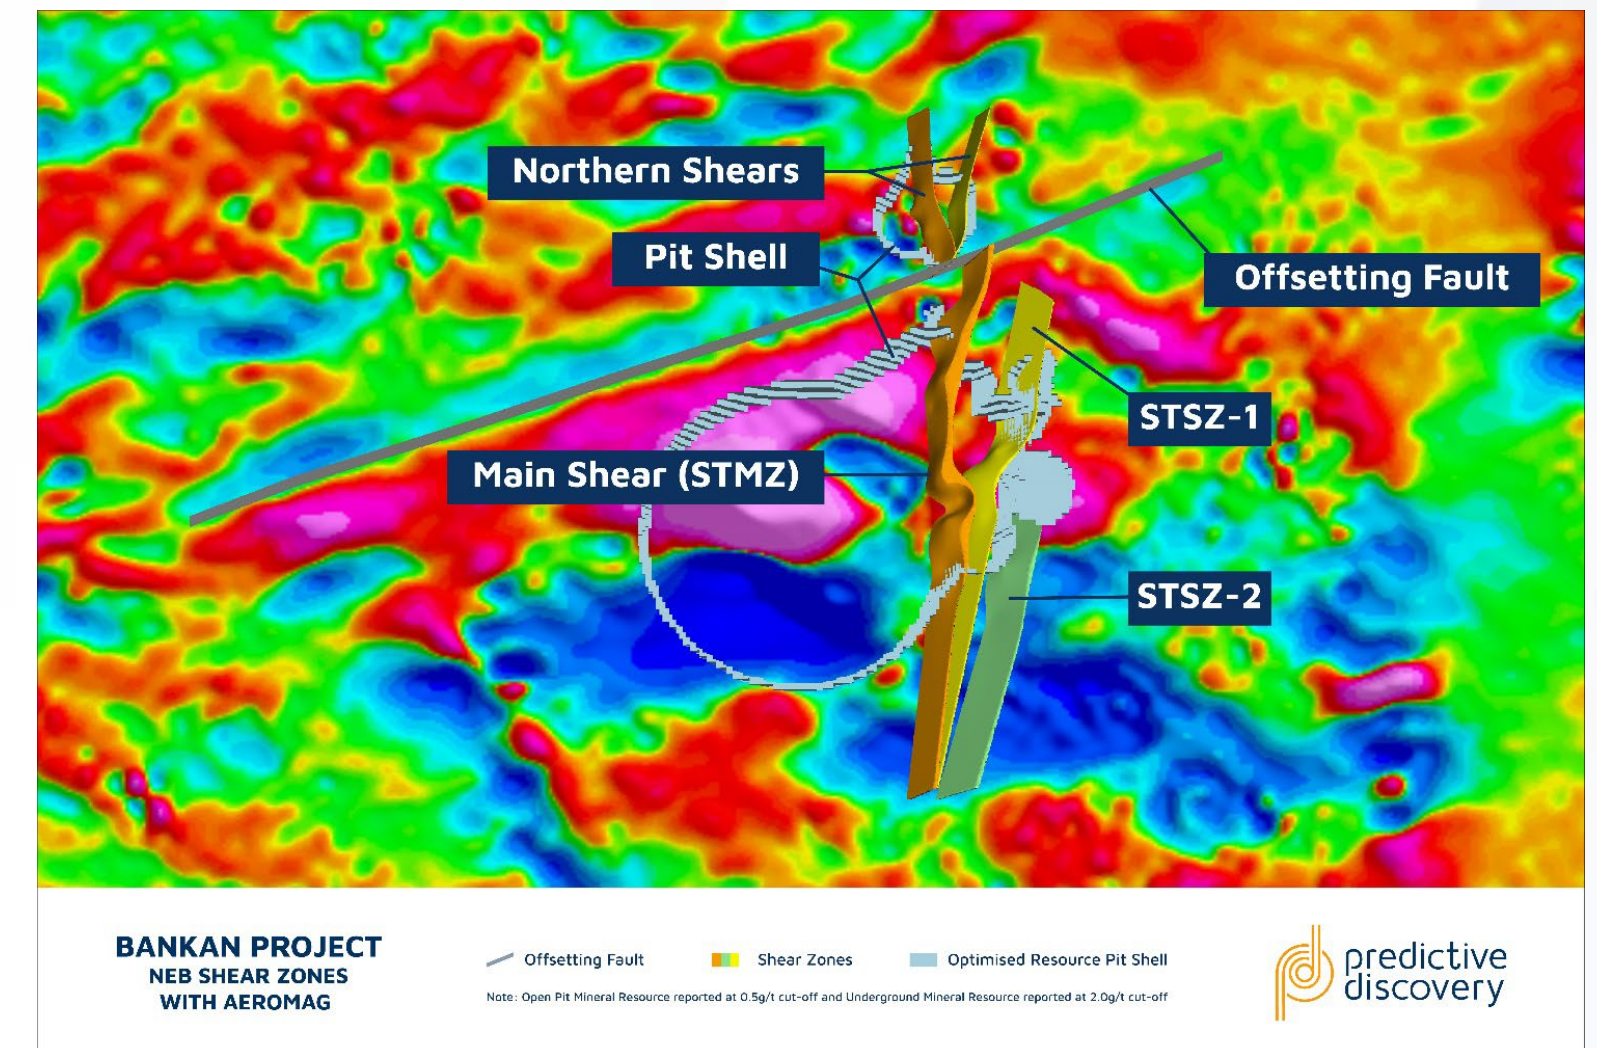 Northern Shears
Pit Shell
Offsetting Fault
STSZ-1
Main Shear (STMZ)
STSZ-2
BANKAN PROJECT
NEB SHEAR ZONES
WITH AEROMAG
Offsetting Fault
Shear Zones
Optimised Resource Pit Shell
Note: Open Pit Mineral Resource reported at 0.5g/t cut-off and Underground Mineral Resource reported at 2.0g/t cut-off
predictive
discovery